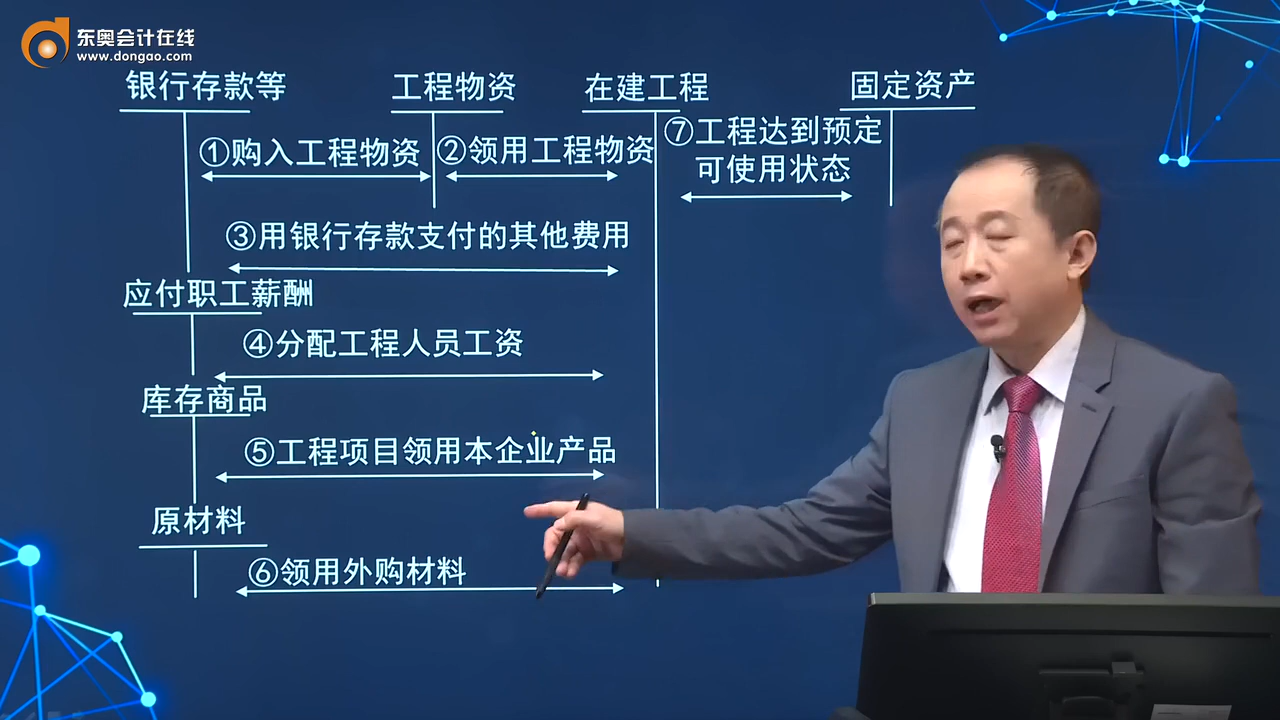 东奥会计在线
www.dongao.com
银行存款等
工程物资
在建工程
固定资产
①购入工程物资
②领用工程物资
⑦工程达到预定
可使用状态
③用银行存款支付的其他费用
应付职工薪酬
④分配工程人员工资
库存商品
⑤工程项目领用本企业产品
原材料
⑥领用外购材料